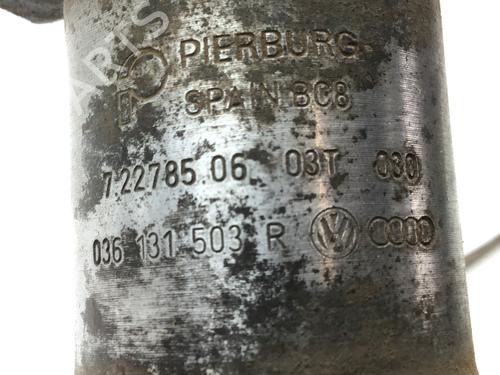 PIERBURG
SPAIN BC8
7.22785 06 03T 030
036 131 503 R